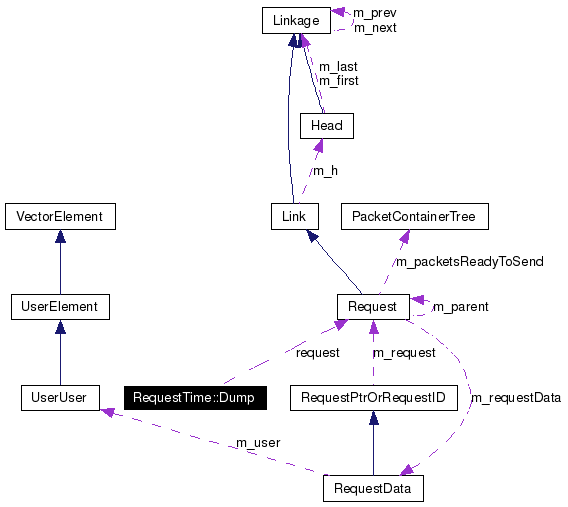 Linkage
m_prev
m_next
m_last
m_first
Head
m_h
VectorElement
Link
PacketContainerTree
m_packetsReadyToSend
UserElement
Request
m_parent
request
m_request
UserUser
RequestTime::Dump
RequestPtrOrRequestID
m_requestData
m_user
RequestData